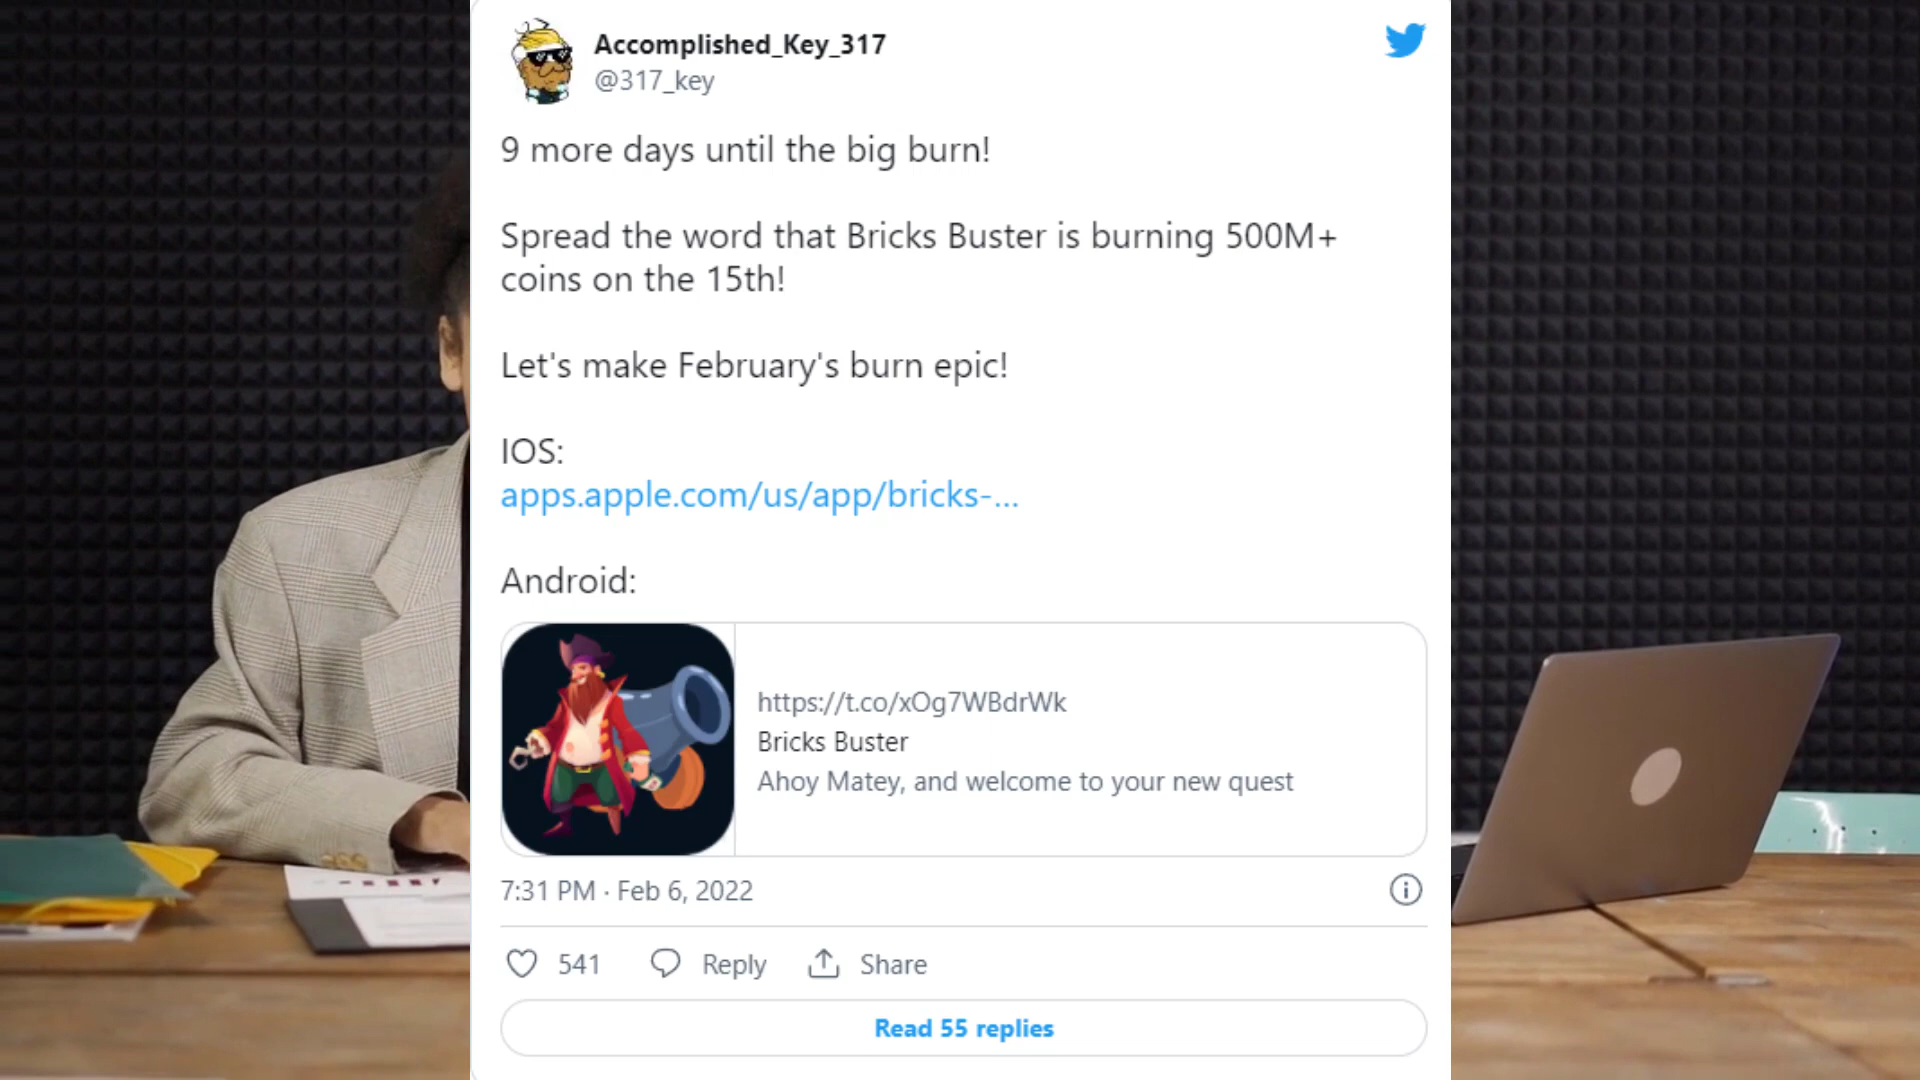 Accomplished_Key_317
@317_key
9 more days until the big burn!
Spread the word that Bricks Buster is burning 500M+
coins on the 15th!
Let's make February's burn epic!
IOS:
apps.apple.com/us/app/bricks-...
Android:
https://t.co/xOg7WBdrWk
Bricks Buster
Ahoy Matey, and welcome to your new quest
7:31 PM · Feb 6, 2022
541 Reply Share
Read 55 replies